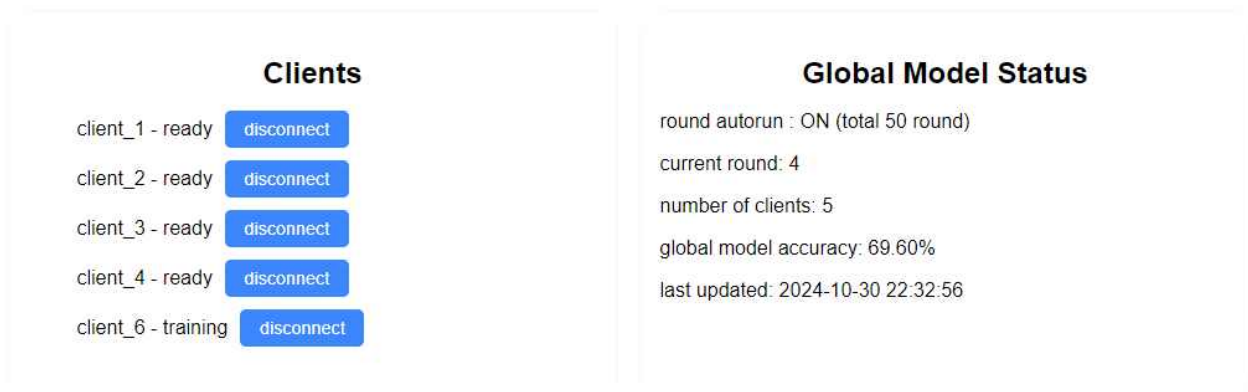 Clients
client_1 - ready disconnect
client_2 - ready disconnect
client_3 - ready disconnect
client_4 - ready disconnect
client_6 - training disconnect
Global Model Status
round autorun : ON (total 50 round)
current round: 4
number of clients: 5
global model accuracy: 69.60%
last updated: 2024-10-30 22:32:56